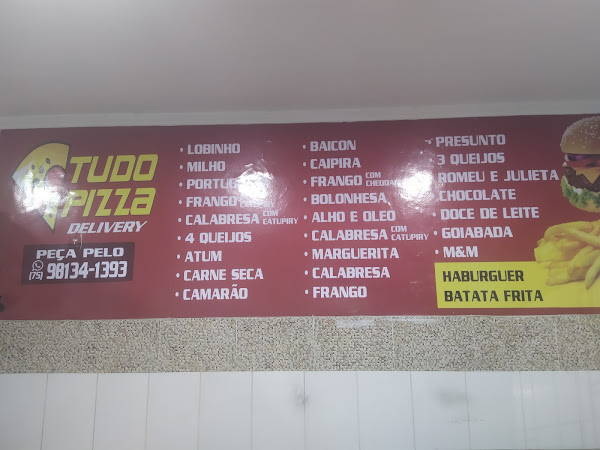 TUDO
PIZZA
DELIVERY
PEÇA PELO
(75) 98134-1393
• LOBINHO
• MILHO
• PORTUGUESA
• FRANGO COM
• CALABRESA COM CATUPIRY
• 4 QUEIJOS
• ATUM
• CARNE SECA
• CAMARÃO
• BAICON
• CAIPIRA
• FRANGO COM CHEDDAR
• BOLONHESA
• ALHO E OLEO
• CALABRESA COM CATUPIRY
• MARGUERITA
• CALABRESA
• FRANGO
• PRESUNTO
• 3 QUEIJOS
• ROMEU E JULIETA
• CHOCOLATE
• DOCE DE LEITE
• GOIABADA
• M&M
HABURGUER
BATATA FRITA